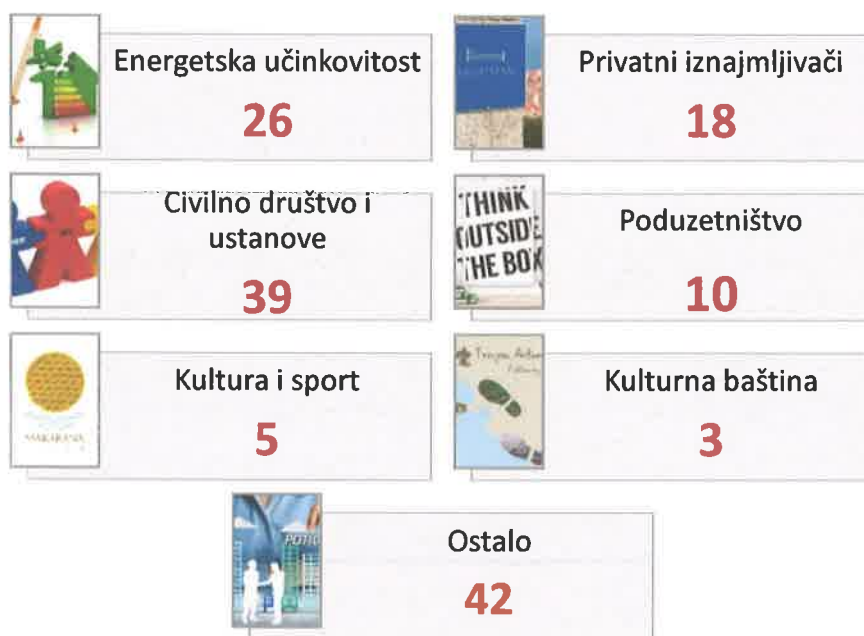 Energetska učinkovitost
26
Privatni iznajmljivači
18
Civilno društvo i
ustanove
39
THINK
OUTSIDE
THE BOX
Poduzetništvo
10
Kultura i sport
5
MAKARSKA
Kulturna baština
3
Ostalo
42